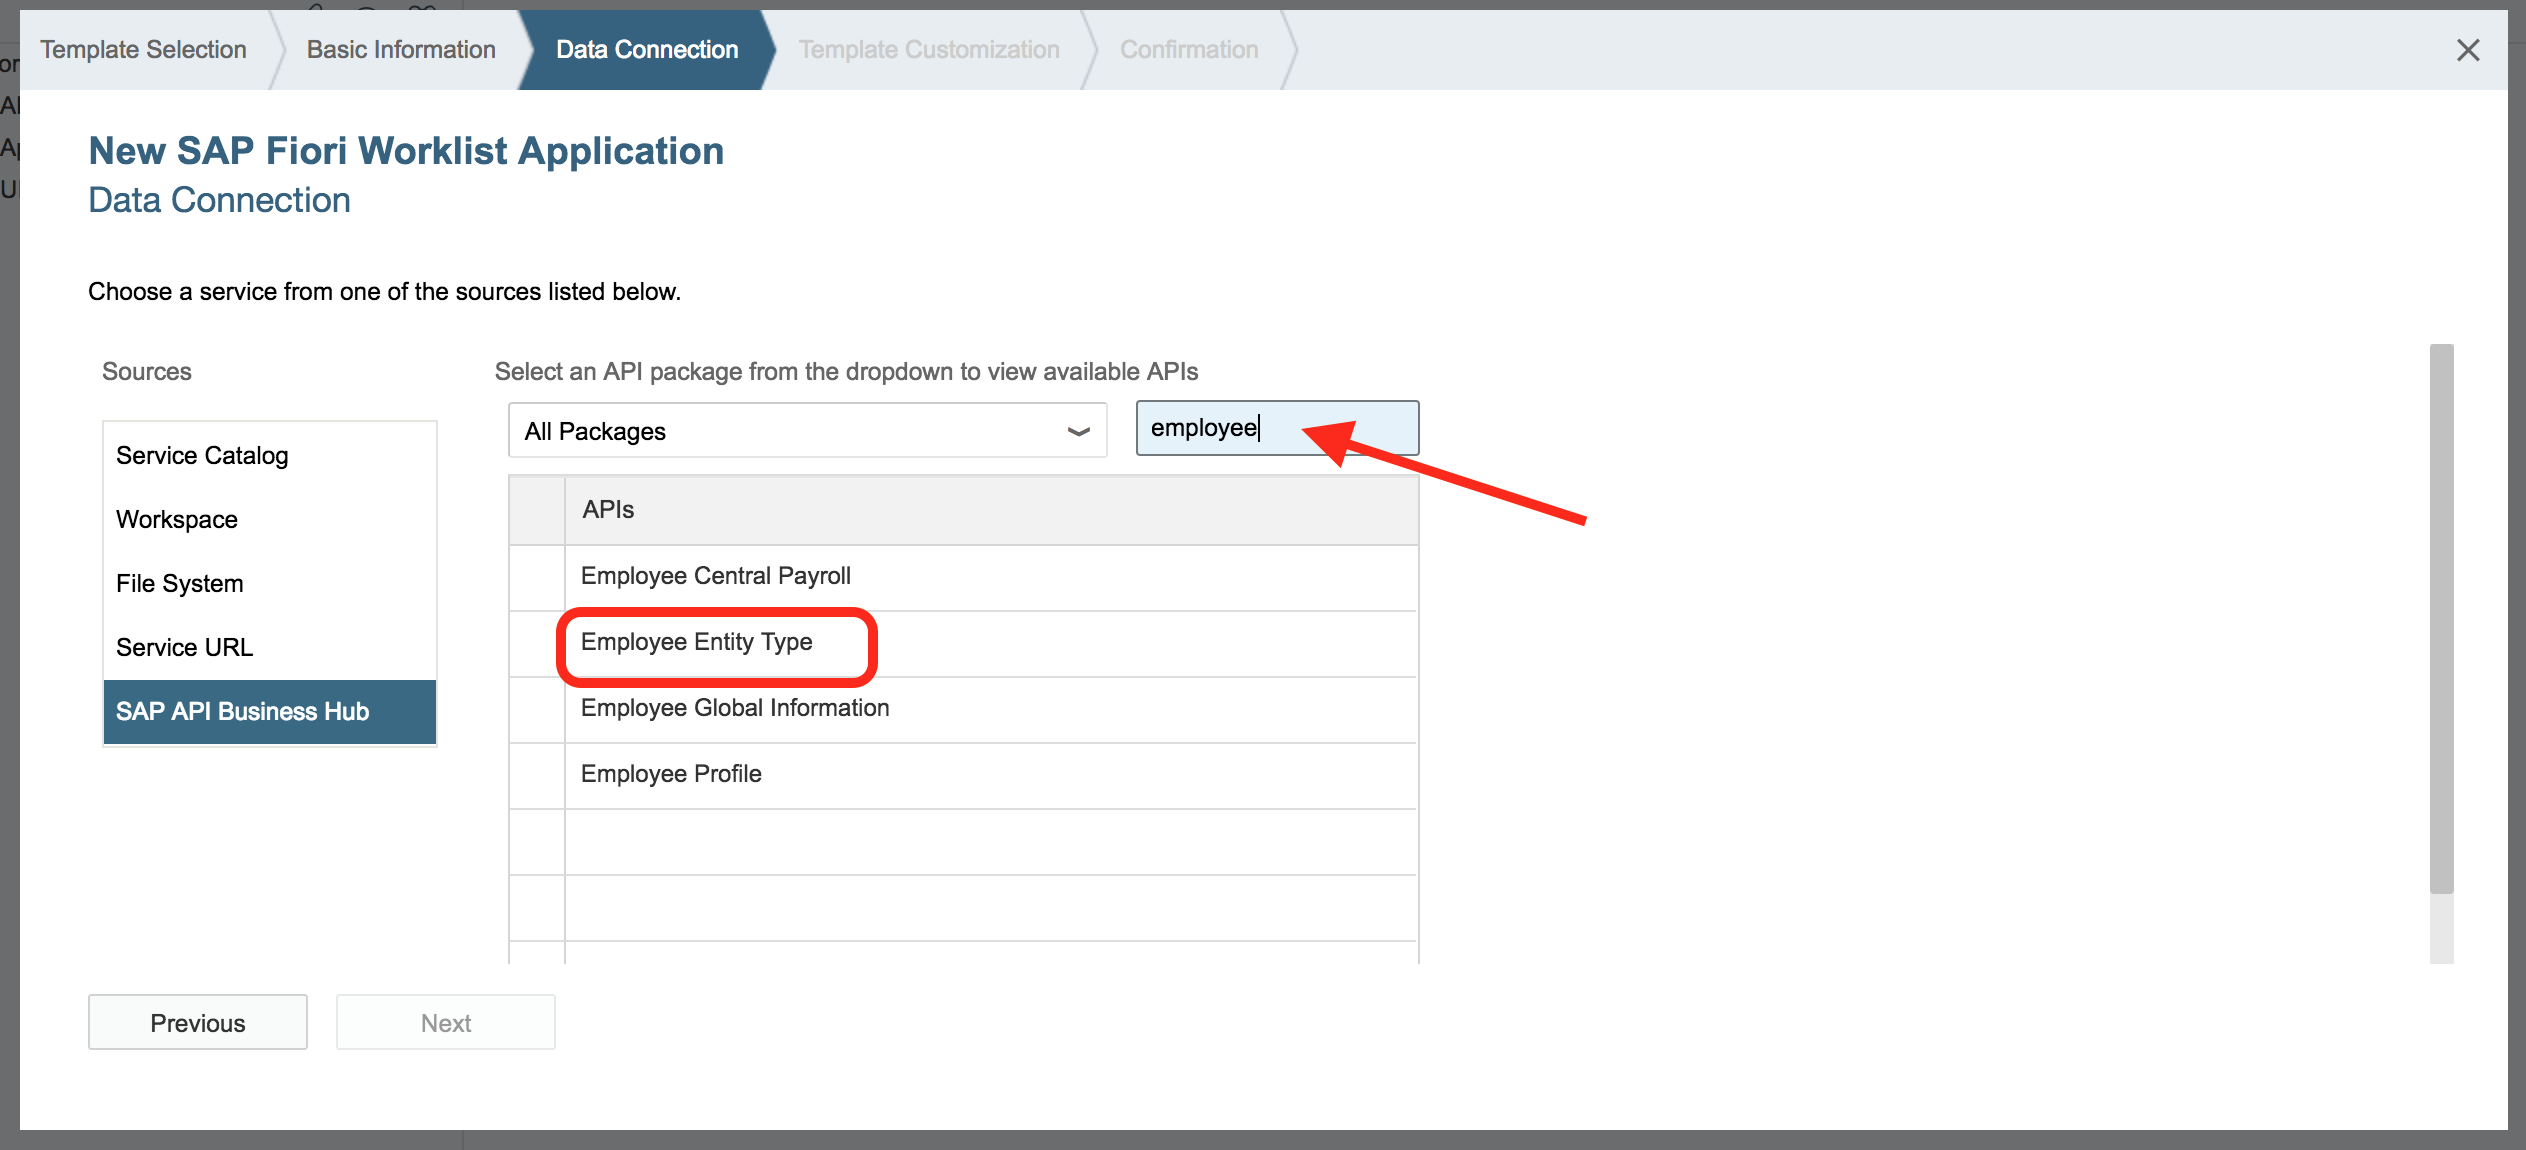 Template Selection
Basic Information
Data Connection
Template Customization
Confirmation
New SAP Fiori Worklist Application
Data Connection
Choose a service from one of the sources listed below.
Sources
Select an API package from the dropdown to view available APIs
Service Catalog
Workspace
File System
Service URL
SAP API Business Hub
All Packages
employee
APIs
Employee Central Payroll
Employee Entity Type
Employee Global Information
Employee Profile
Previous
Next